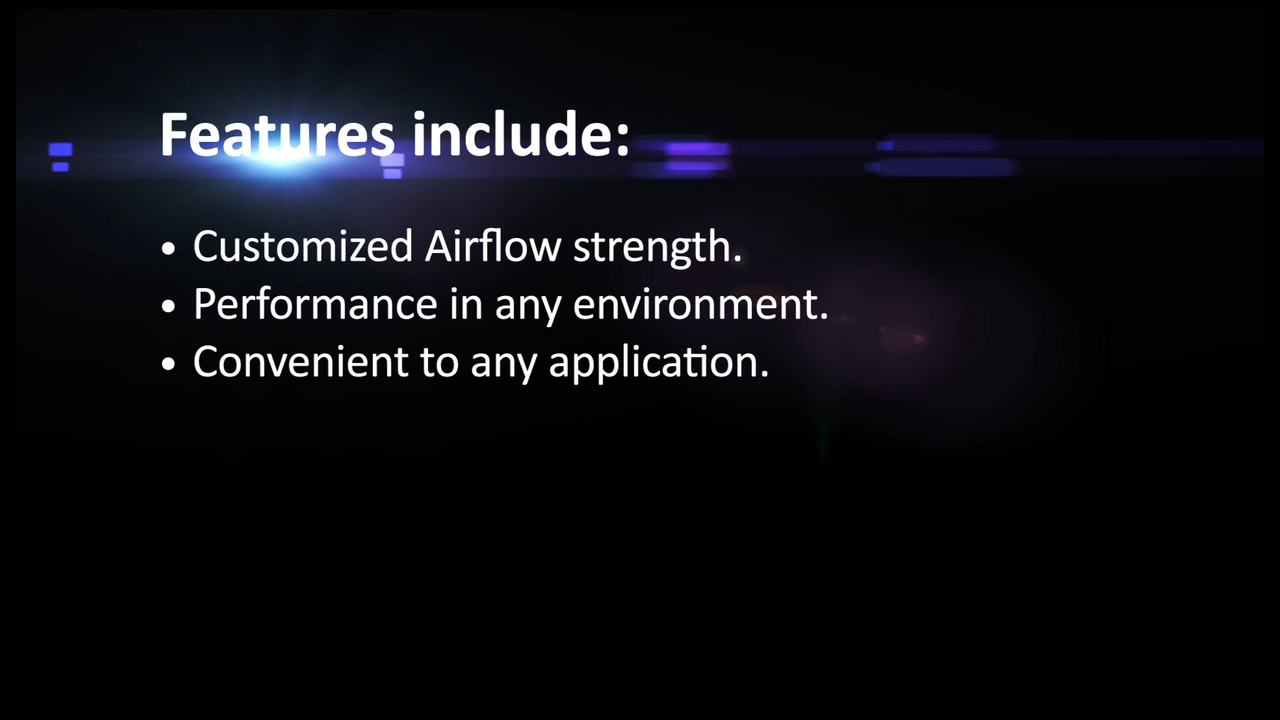 Features include:
• Customized Airflow strength.
• Performance in any environment.
• Convenient to any application.